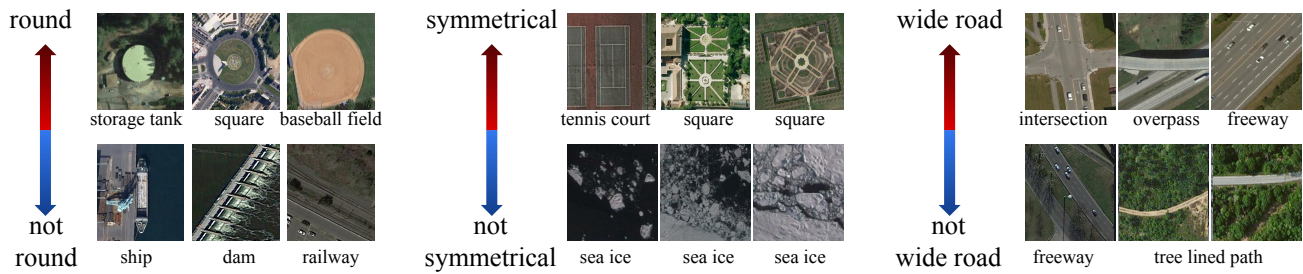 round
storage tank square baseball field
not
round
ship dam railway
symmetrical
tennis court square square
not
symmetrical
sea ice sea ice sea ice
wide road
intersection overpass freeway
not
wide road
freeway tree lined path